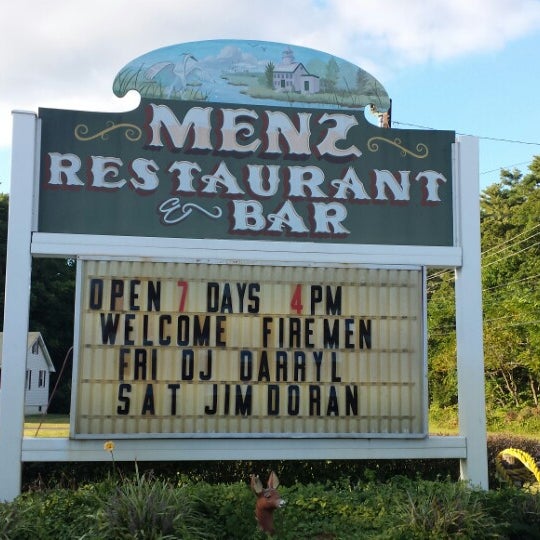 MENZ
RESTAURANT
& BAR
OPEN 7 DAYS 4PM
WELCOME FIREMEN
FRI DJ DARRYL
SAT JIM DORAN